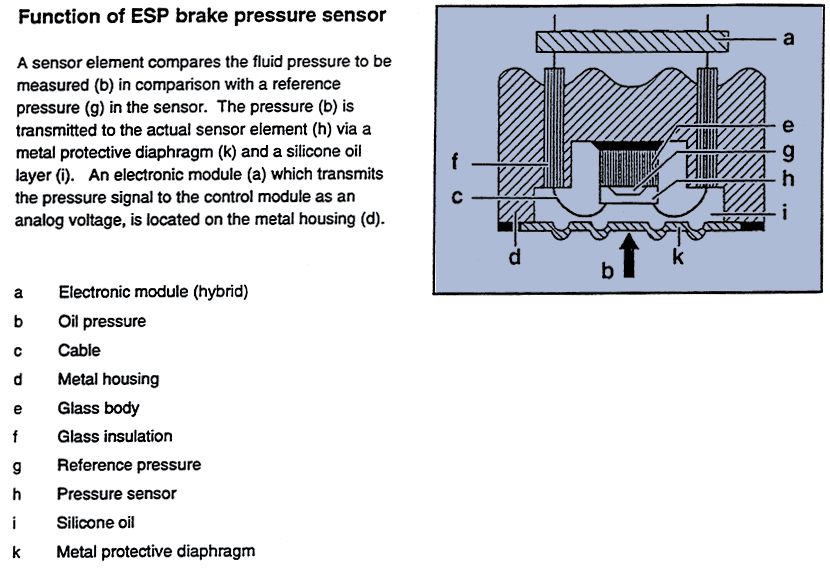 Function of ESP brake pressure sensor
A sensor element compares the fluid pressure to be
measured (b) in comparison with a reference
pressure (g) in the sensor. The pressure (b) is
transmitted to the actual sensor element (h) via a
metal protective diaphragm (k) and a silicone oil
layer (i). An electronic module (a) which transmits
the pressure signal to the control module as an
analog voltage, is located on the metal housing (d).
a Electronic module (hybrid)
b Oil pressure
c Cable
d Metal housing
e Glass body
f Glass insulation
g Reference pressure
h Pressure sensor
i Silicone oil
k Metal protective diaphragm
a
e
g
f
h
c
i
d
b
k